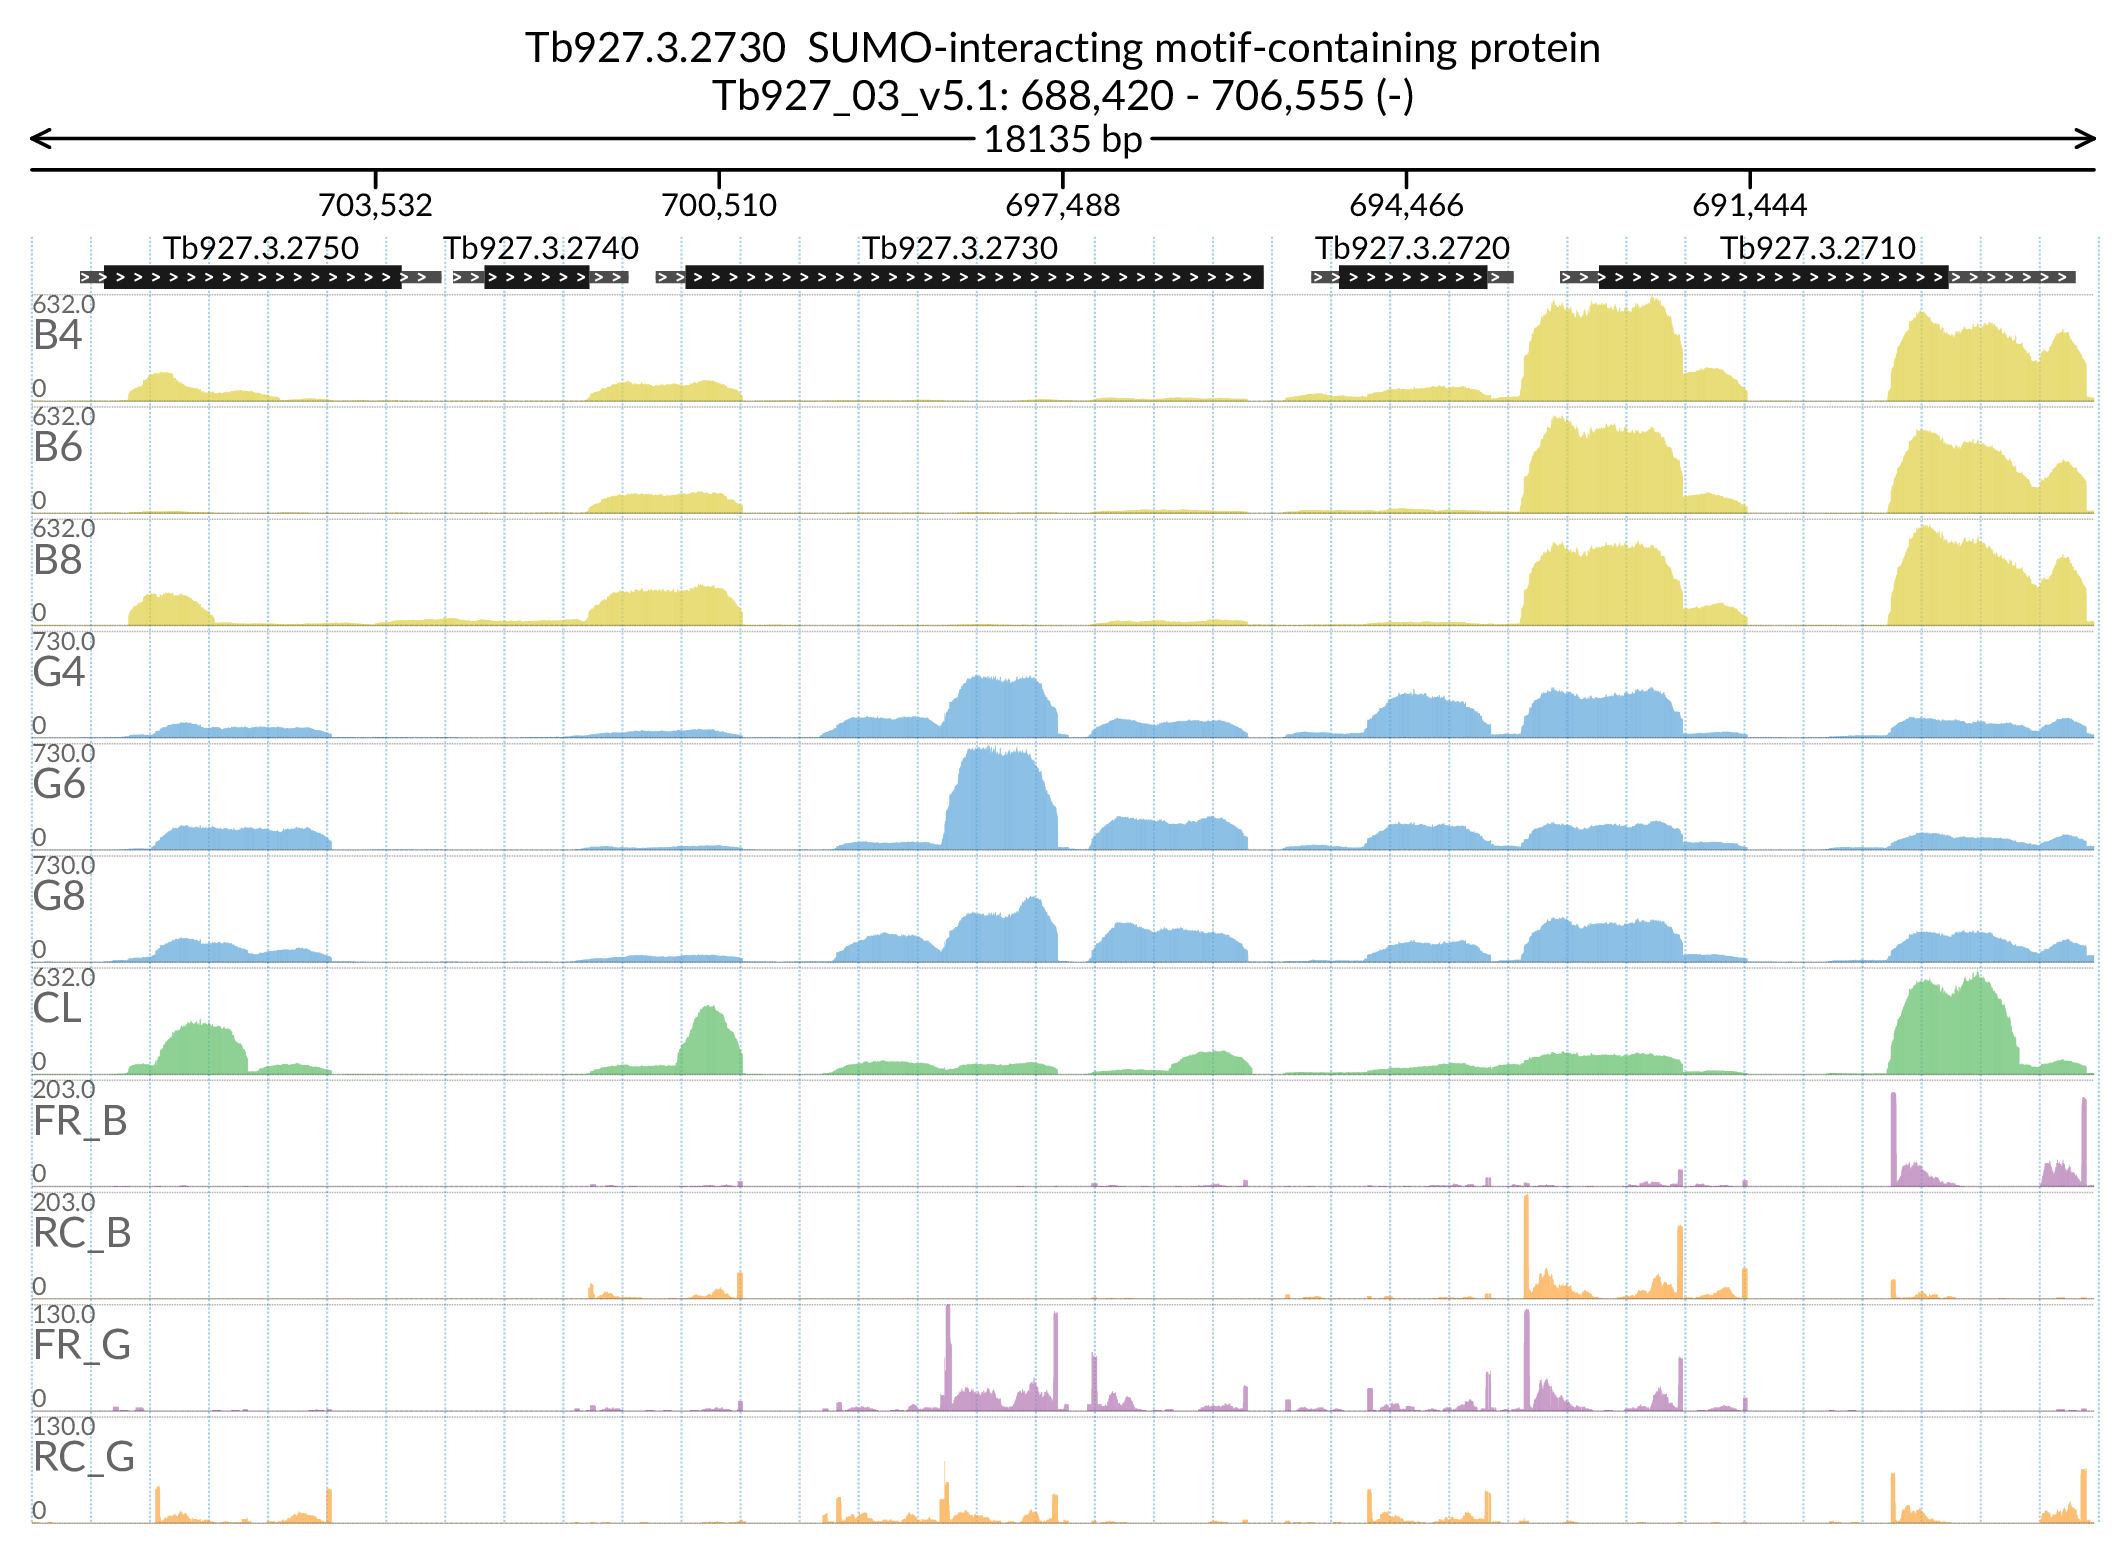 Tb927.3.2730  SUMO-interacting motif-containing protein
Tb927_03_v5.1: 688,420 - 706,555 (-)
18135 bp
703,532 700,510 697,488 694,466 691,444
Tb927.3.2750 Tb927.3.2740 Tb927.3.2730 Tb927.3.2720 Tb927.3.2710
632.0
B4
0
632.0
B6
0
632.0
B8
0
730.0
G4
0
730.0
G6
0
730.0
G8
0
632.0
CL
0
203.0
FR_B
0
203.0
RC_B
0
130.0
FR_G
0
130.0
RC_G
0